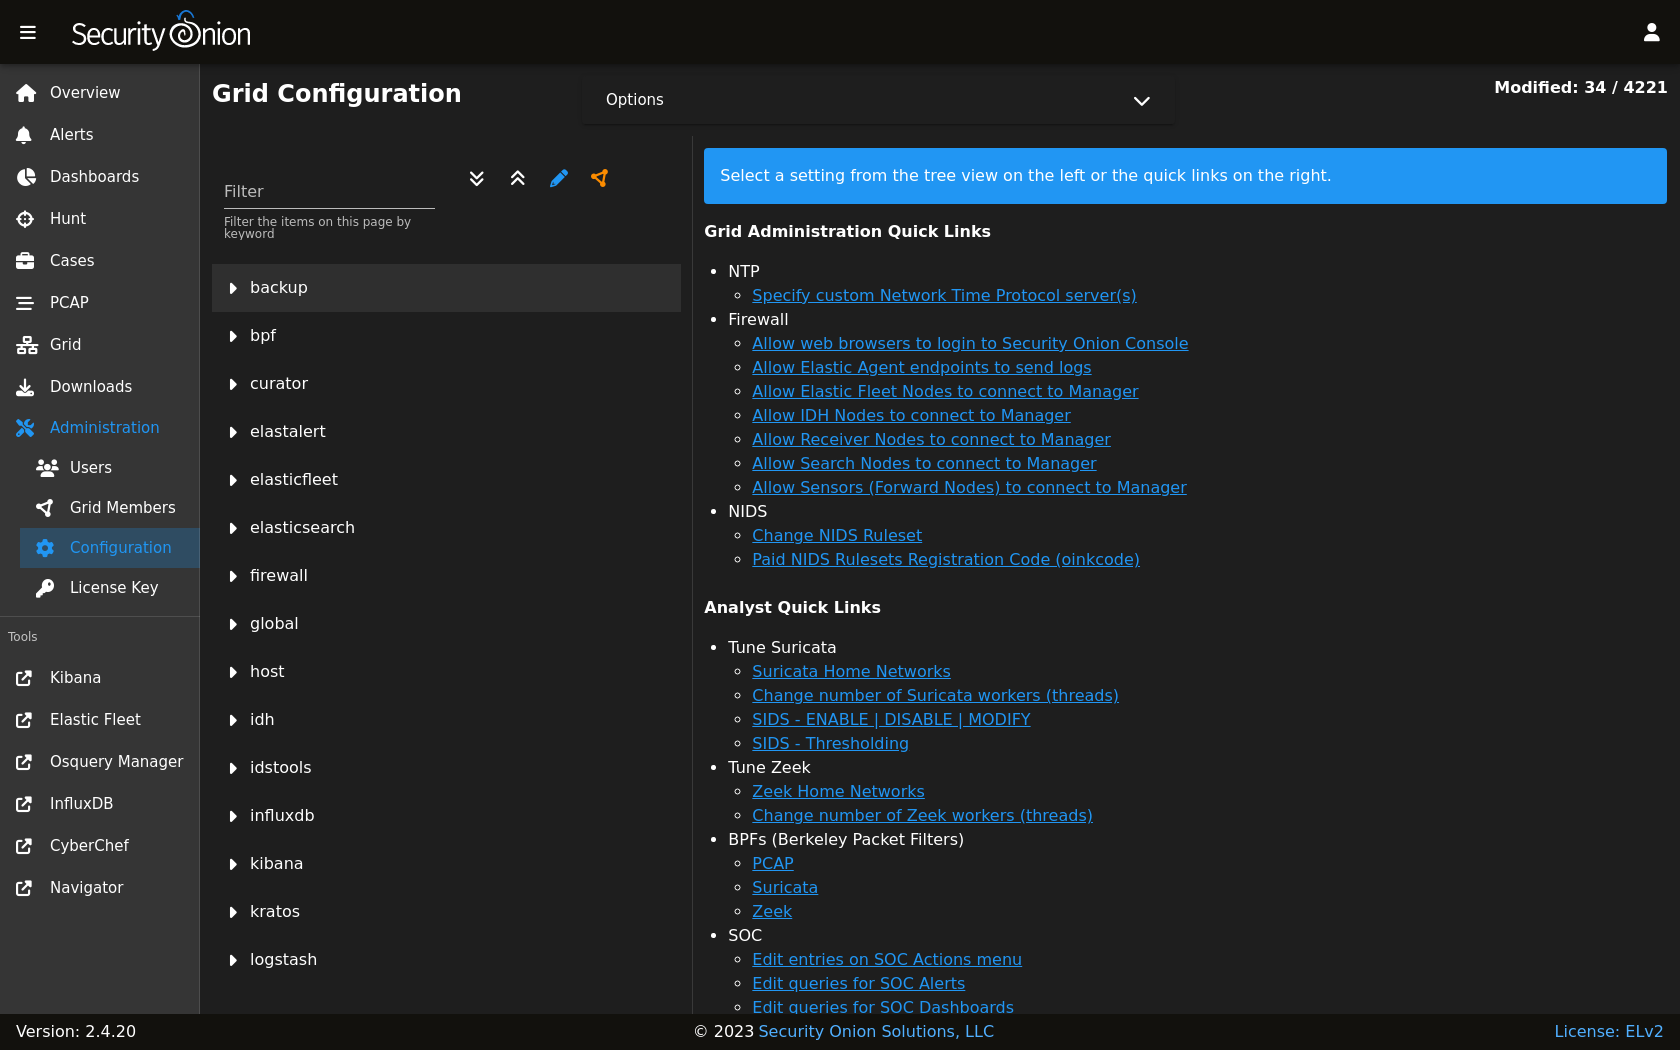 Security Onion
Overview
Alerts
Dashboards
Hunt
Cases
PCAP
Grid
Downloads
Administration
Users
Grid Members
Configuration
License Key
Tools
Kibana
Elastic Fleet
Osquery Manager
InfluxDB
CyberChef
Navigator
Grid Configuration
Options
Modified: 34 / 4221
Filter
Filter the items on this page by
keyword
backup
bpf
curator
elastalert
elasticfleet
elasticsearch
firewall
global
host
idh
idstools
influxdb
kibana
kratos
logstash
Select a setting from the tree view on the left or the quick links on the right.
Grid Administration Quick Links
NTP
Specify custom Network Time Protocol server(s)
Firewall
Allow web browsers to login to Security Onion Console
Allow Elastic Agent endpoints to send logs
Allow Elastic Fleet Nodes to connect to Manager
Allow IDH Nodes to connect to Manager
Allow Receiver Nodes to connect to Manager
Allow Search Nodes to connect to Manager
Allow Sensors (Forward Nodes) to connect to Manager
NIDS
Change NIDS Ruleset
Paid NIDS Rulesets Registration Code (oinkcode)
Analyst Quick Links
Tune Suricata
Suricata Home Networks
Change number of Suricata workers (threads)
SIDS - ENABLE | DISABLE | MODIFY
SIDS - Thresholding
Tune Zeek
Zeek Home Networks
Change number of Zeek workers (threads)
BPFs (Berkeley Packet Filters)
PCAP
Suricata
Zeek
SOC
Edit entries on SOC Actions menu
Edit queries for SOC Alerts
Edit queries for SOC Dashboards
Version: 2.4.20
© 2023 Security Onion Solutions, LLC
License: ELv2